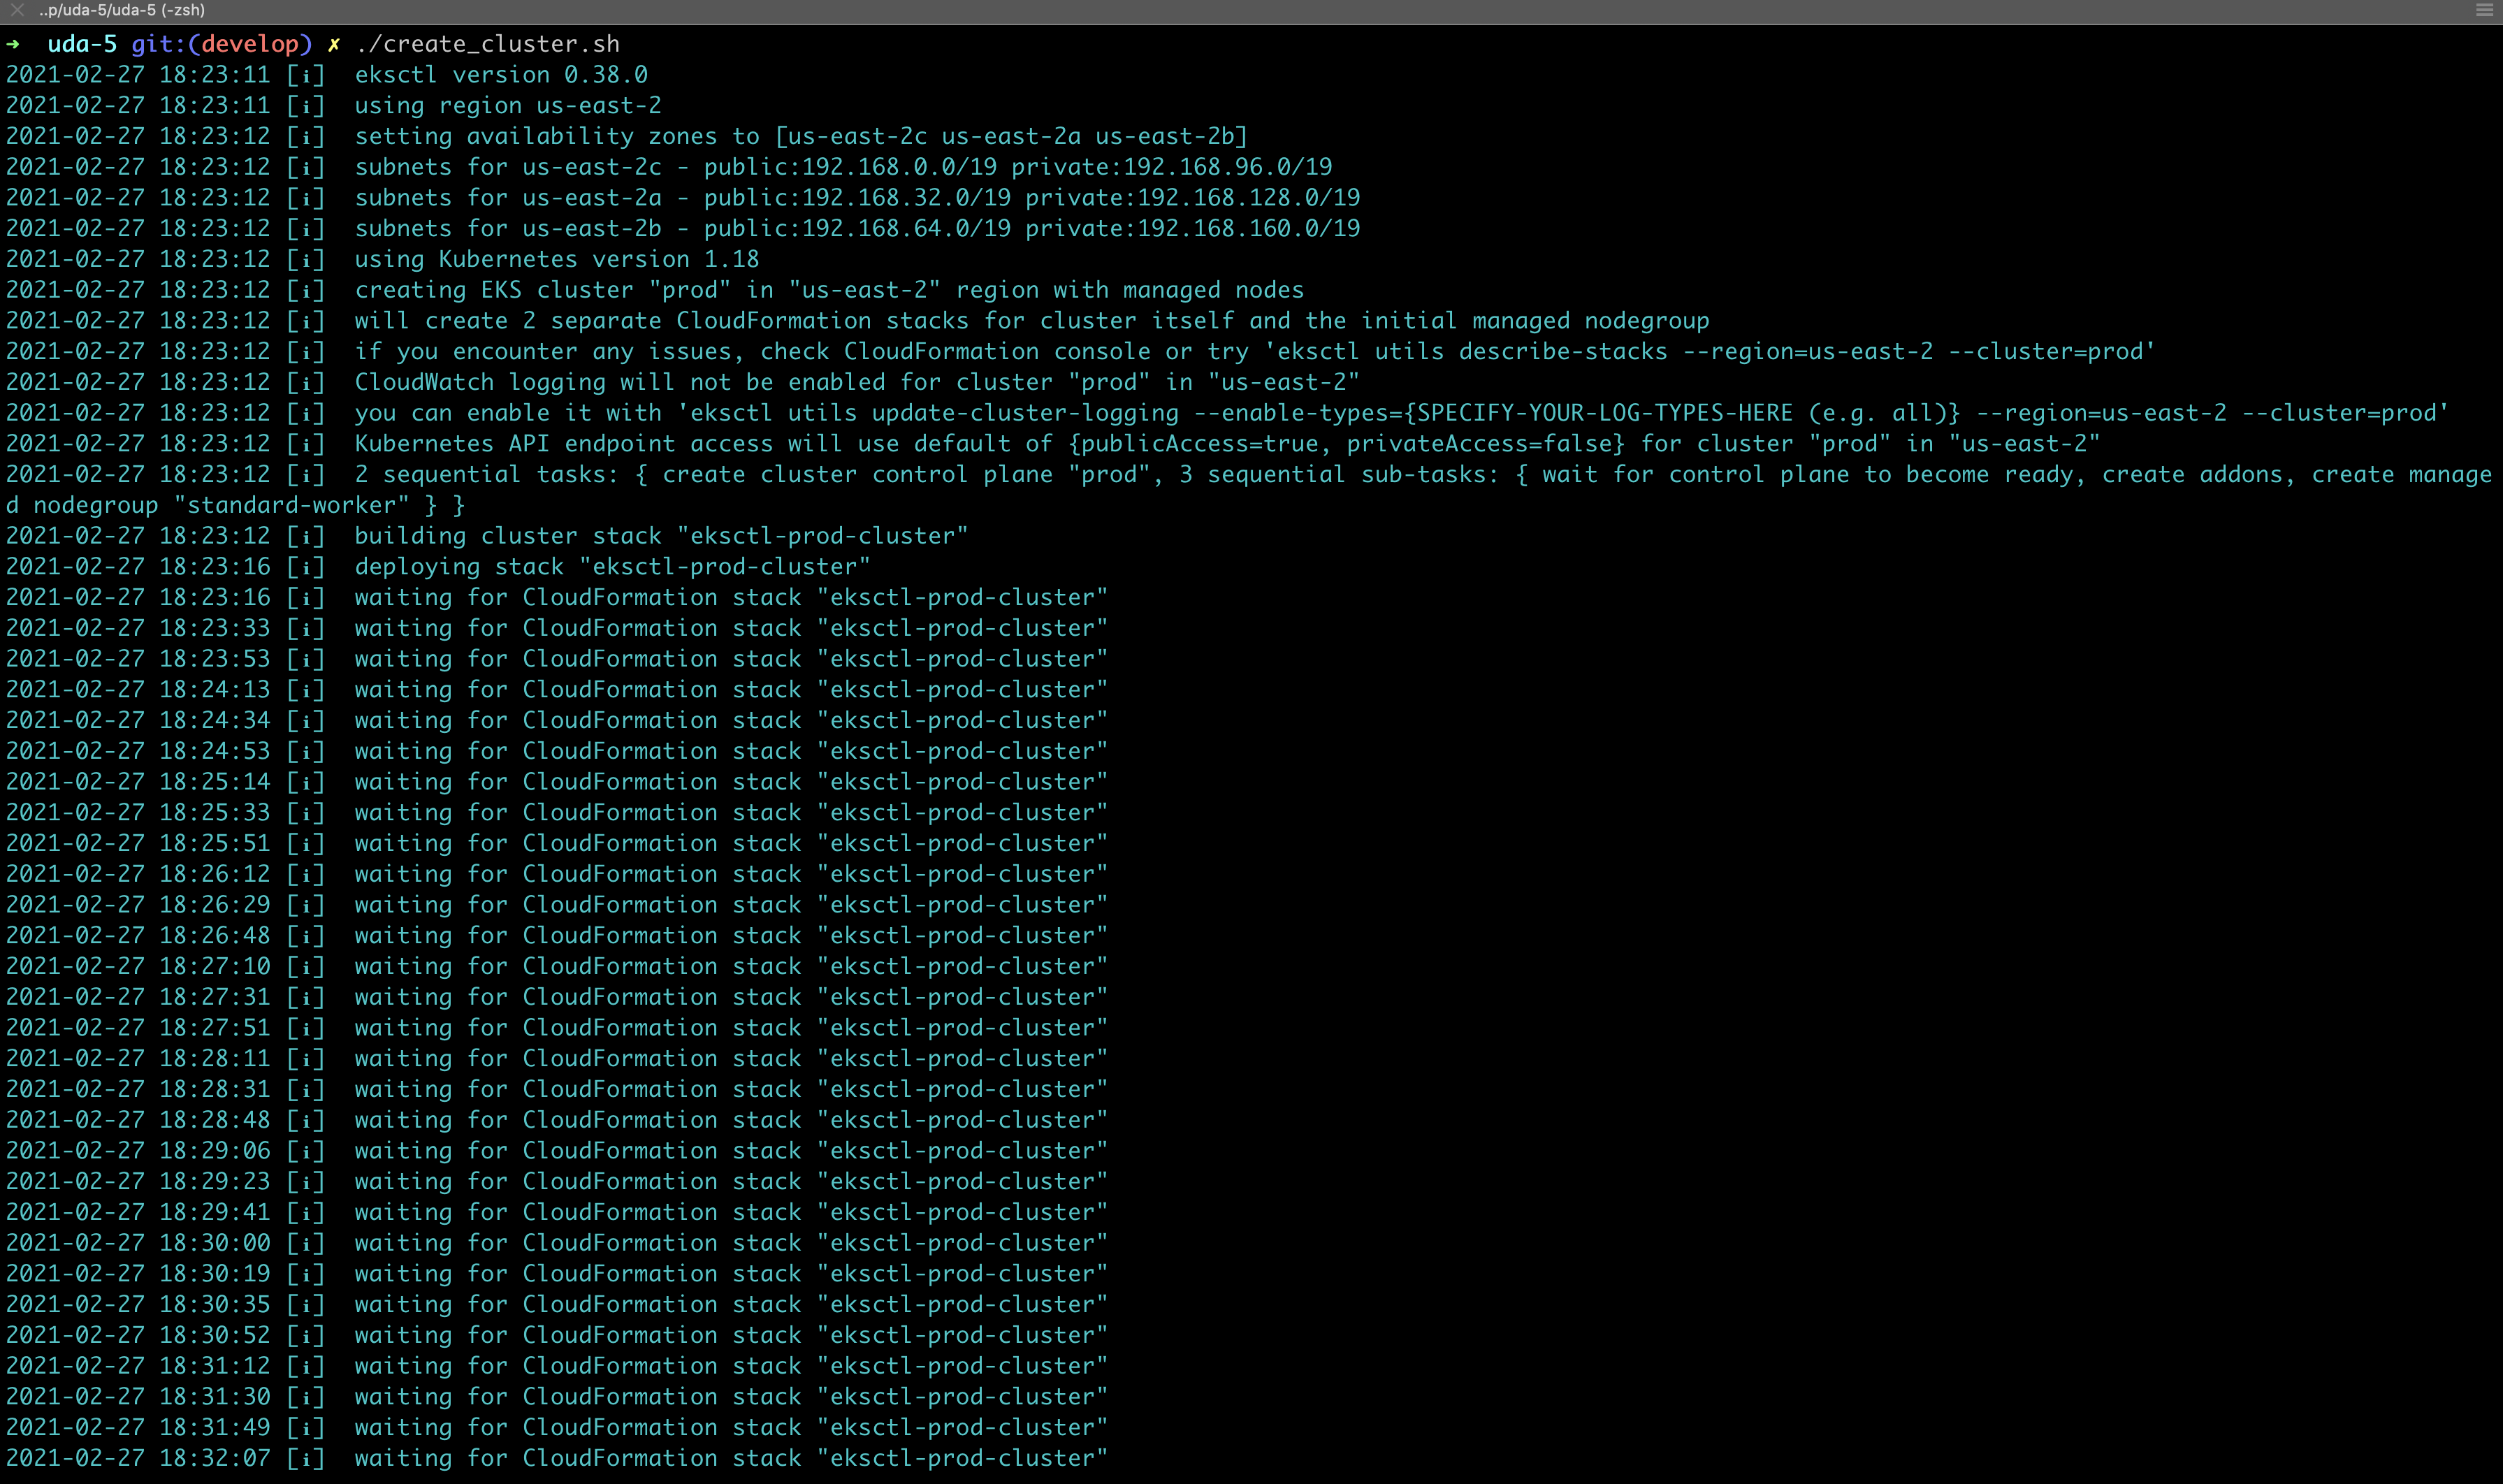 ..p/uda-5/uda-5 (-zsh)
➜  uda-5 git:(develop) ✗ ./create_cluster.sh
2021-02-27 18:23:11 [ℹ]  eksctl version 0.38.0
2021-02-27 18:23:11 [ℹ]  using region us-east-2
2021-02-27 18:23:12 [ℹ]  setting availability zones to [us-east-2c us-east-2a us-east-2b]
2021-02-27 18:23:12 [ℹ]  subnets for us-east-2c - public:192.168.0.0/19 private:192.168.96.0/19
2021-02-27 18:23:12 [ℹ]  subnets for us-east-2a - public:192.168.32.0/19 private:192.168.128.0/19
2021-02-27 18:23:12 [ℹ]  subnets for us-east-2b - public:192.168.64.0/19 private:192.168.160.0/19
2021-02-27 18:23:12 [ℹ]  using Kubernetes version 1.18
2021-02-27 18:23:12 [ℹ]  creating EKS cluster "prod" in "us-east-2" region with managed nodes
2021-02-27 18:23:12 [ℹ]  will create 2 separate CloudFormation stacks for cluster itself and the initial managed nodegroup
2021-02-27 18:23:12 [ℹ]  if you encounter any issues, check CloudFormation console or try 'eksctl utils describe-stacks --region=us-east-2 --cluster=prod'
2021-02-27 18:23:12 [ℹ]  CloudWatch logging will not be enabled for cluster "prod" in "us-east-2"
2021-02-27 18:23:12 [ℹ]  you can enable it with 'eksctl utils update-cluster-logging --enable-types={SPECIFY-YOUR-LOG-TYPES-HERE (e.g. all)} --region=us-east-2 --cluster=prod'
2021-02-27 18:23:12 [ℹ]  Kubernetes API endpoint access will use default of {publicAccess=true, privateAccess=false} for cluster "prod" in "us-east-2"
2021-02-27 18:23:12 [ℹ]  2 sequential tasks: { create cluster control plane "prod", 3 sequential sub-tasks: { wait for control plane to become ready, create addons, create manage
d nodegroup "standard-worker" } }
2021-02-27 18:23:12 [ℹ]  building cluster stack "eksctl-prod-cluster"
2021-02-27 18:23:16 [ℹ]  deploying stack "eksctl-prod-cluster"
2021-02-27 18:23:16 [ℹ]  waiting for CloudFormation stack "eksctl-prod-cluster"
2021-02-27 18:23:33 [ℹ]  waiting for CloudFormation stack "eksctl-prod-cluster"
2021-02-27 18:23:53 [ℹ]  waiting for CloudFormation stack "eksctl-prod-cluster"
2021-02-27 18:24:13 [ℹ]  waiting for CloudFormation stack "eksctl-prod-cluster"
2021-02-27 18:24:34 [ℹ]  waiting for CloudFormation stack "eksctl-prod-cluster"
2021-02-27 18:24:53 [ℹ]  waiting for CloudFormation stack "eksctl-prod-cluster"
2021-02-27 18:25:14 [ℹ]  waiting for CloudFormation stack "eksctl-prod-cluster"
2021-02-27 18:25:33 [ℹ]  waiting for CloudFormation stack "eksctl-prod-cluster"
2021-02-27 18:25:51 [ℹ]  waiting for CloudFormation stack "eksctl-prod-cluster"
2021-02-27 18:26:12 [ℹ]  waiting for CloudFormation stack "eksctl-prod-cluster"
2021-02-27 18:26:29 [ℹ]  waiting for CloudFormation stack "eksctl-prod-cluster"
2021-02-27 18:26:48 [ℹ]  waiting for CloudFormation stack "eksctl-prod-cluster"
2021-02-27 18:27:10 [ℹ]  waiting for CloudFormation stack "eksctl-prod-cluster"
2021-02-27 18:27:31 [ℹ]  waiting for CloudFormation stack "eksctl-prod-cluster"
2021-02-27 18:27:51 [ℹ]  waiting for CloudFormation stack "eksctl-prod-cluster"
2021-02-27 18:28:11 [ℹ]  waiting for CloudFormation stack "eksctl-prod-cluster"
2021-02-27 18:28:31 [ℹ]  waiting for CloudFormation stack "eksctl-prod-cluster"
2021-02-27 18:28:48 [ℹ]  waiting for CloudFormation stack "eksctl-prod-cluster"
2021-02-27 18:29:06 [ℹ]  waiting for CloudFormation stack "eksctl-prod-cluster"
2021-02-27 18:29:23 [ℹ]  waiting for CloudFormation stack "eksctl-prod-cluster"
2021-02-27 18:29:41 [ℹ]  waiting for CloudFormation stack "eksctl-prod-cluster"
2021-02-27 18:30:00 [ℹ]  waiting for CloudFormation stack "eksctl-prod-cluster"
2021-02-27 18:30:19 [ℹ]  waiting for CloudFormation stack "eksctl-prod-cluster"
2021-02-27 18:30:35 [ℹ]  waiting for CloudFormation stack "eksctl-prod-cluster"
2021-02-27 18:30:52 [ℹ]  waiting for CloudFormation stack "eksctl-prod-cluster"
2021-02-27 18:31:12 [ℹ]  waiting for CloudFormation stack "eksctl-prod-cluster"
2021-02-27 18:31:30 [ℹ]  waiting for CloudFormation stack "eksctl-prod-cluster"
2021-02-27 18:31:49 [ℹ]  waiting for CloudFormation stack "eksctl-prod-cluster"
2021-02-27 18:32:07 [ℹ]  waiting for CloudFormation stack "eksctl-prod-cluster"